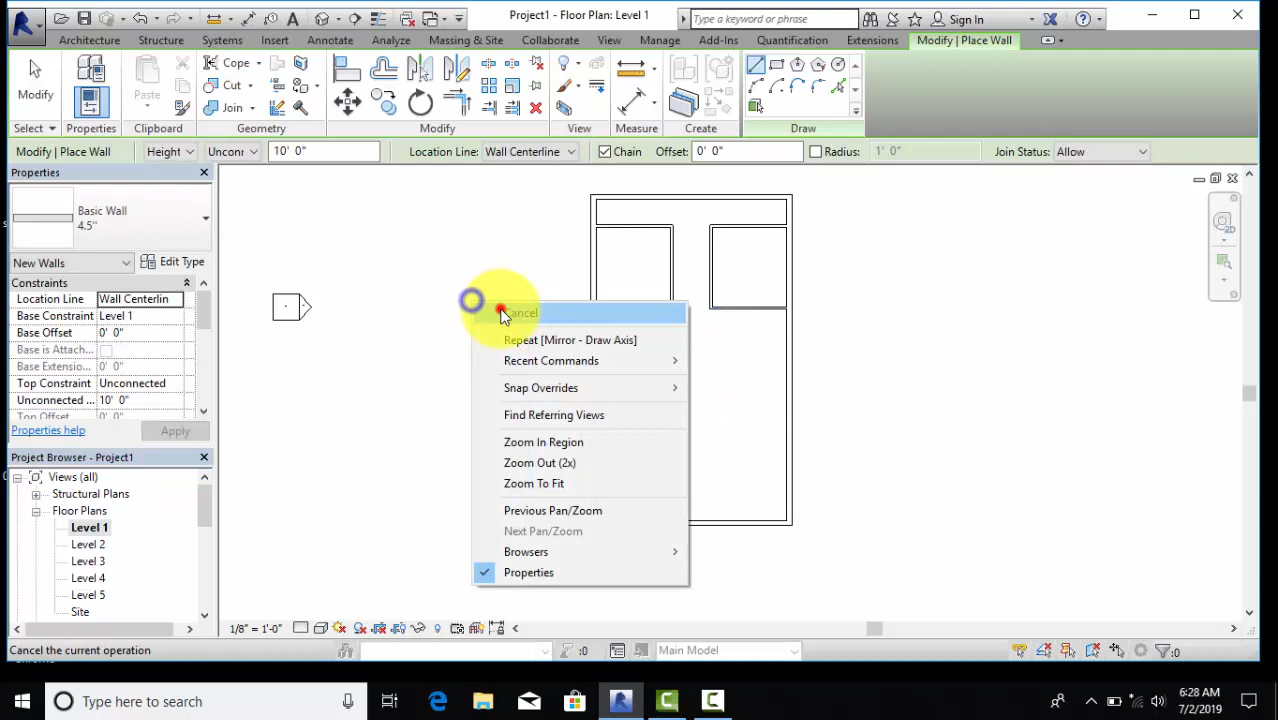 Project1 - Floor Plan: Level 1
Type a keyword or phrase
Sign In
Architecture Structure Systems Insert Annotate Analyze Massing & Site Collaborate View Manage Add-Ins Quantification Extensions Modify | Place Wall
Modify
Paste
Cope
Cut
Join
Select Properties Clipboard Geometry Modify View Measure Create Draw
Modify | Place Wall Height Unconr 10' 0" Location Line: Wall Centerline Chain Offset: 0' 0" Radius: 1' 0" Join Status: Allow
Properties
Basic Wall
4.5"
New Walls Edit Type
Constraints
Location Line Wall Centerlin
Base Constraint Level 1
Base Offset 0' 0"
Base is Attach...
Base Extensio... 0' 0"
Top Constraint Unconnected
Unconnected ... 10' 0"
Top Offset 0' 0"
Properties help Apply
Project Browser - Project1
Views (all)
Structural Plans
Floor Plans
Level 1
Level 2
Level 3
Level 4
Level 5
Site
Cancel
Repeat [Mirror - Draw Axis]
Recent Commands
Snap Overrides
Find Referring Views
Zoom In Region
Zoom Out (2x)
Zoom To Fit
Previous Pan/Zoom
Next Pan/Zoom
Browsers
Properties
2D
1/8" = 1'-0"
Cancel the current operation :0 Main Model :0
Type here to search
6:28 AM
7/2/2019